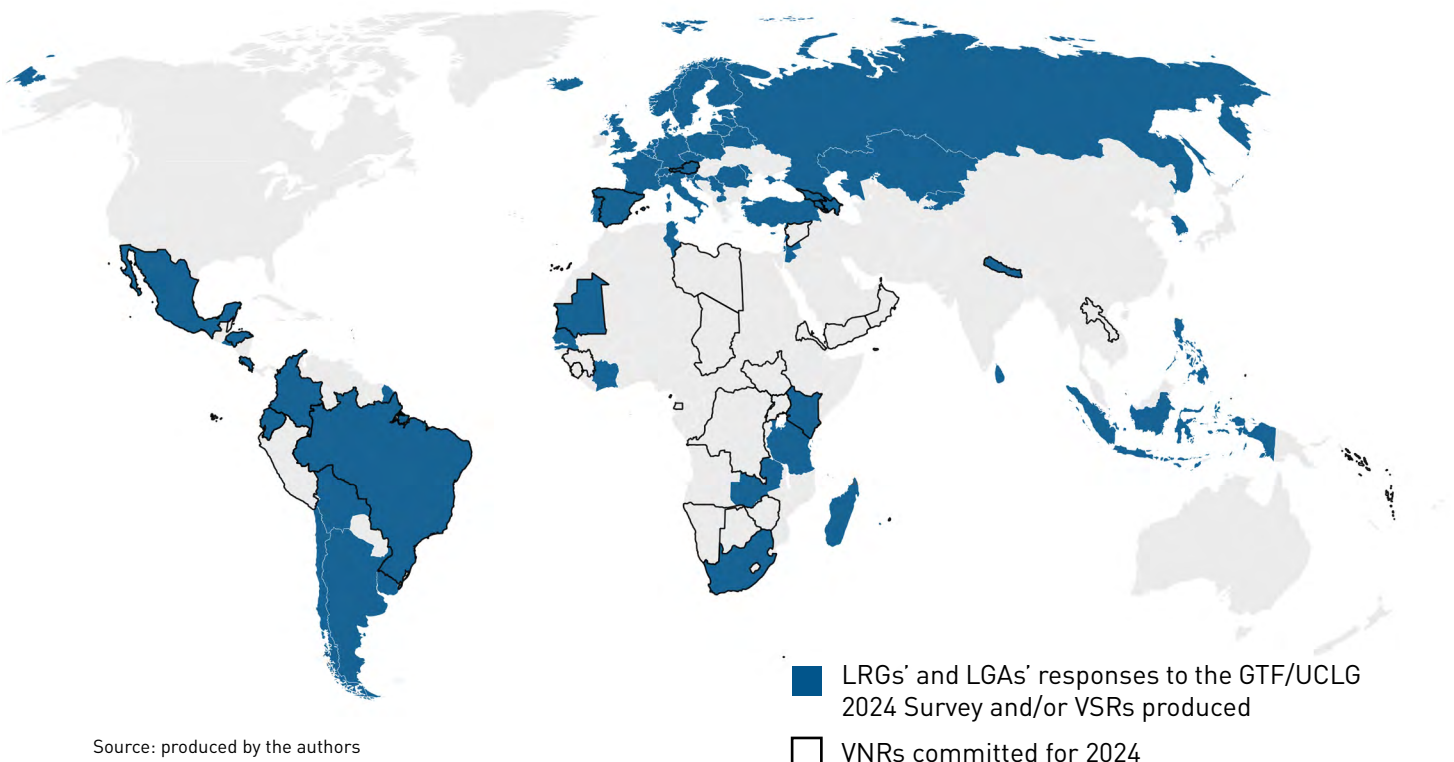 LRGs’ and LGAs’ responses to the GTF/UCLG
2024 Survey and/or VSRs produced
Source: produced by the authors
VNRs committed for 2024